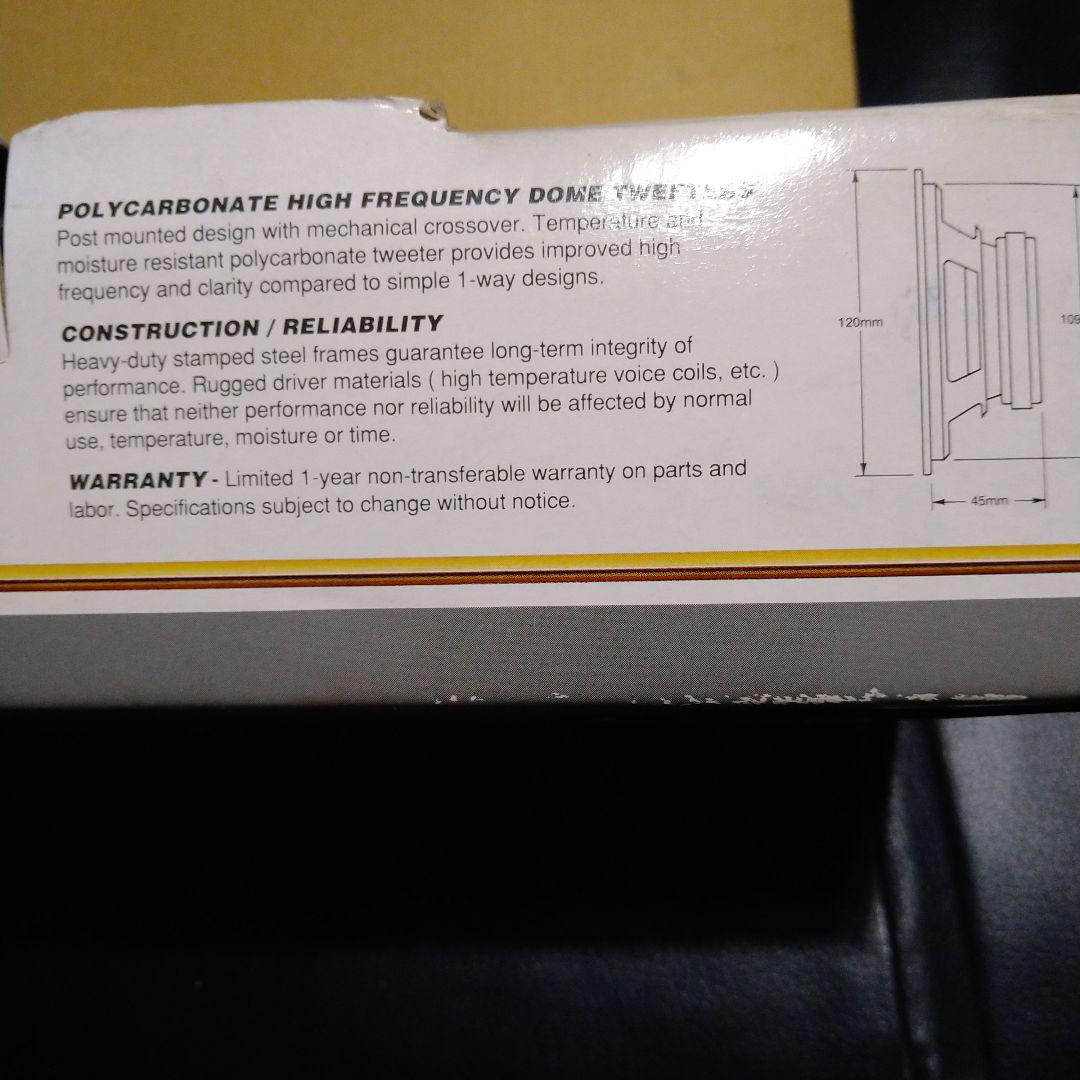 POLYCARBONATE HIGH FREQUENCY DOME TWEETERS
Post mounted design with mechanical crossover. Temperature and
moisture resistant polycarbonate tweeter provides improved high
frequency and clarity compared to simple 1-way designs.
CONSTRUCTION / RELIABILITY
Heavy-duty stamped steel frames guarantee long-term integrity of
performance. Rugged driver materials ( high temperature voice coils, etc. )
ensure that neither performance nor reliability will be affected by normal
use, temperature, moisture or time.
WARRANTY - Limited 1-year non-transferable warranty on parts and
labor. Specifications subject to change without notice.
120mm
109
45mm